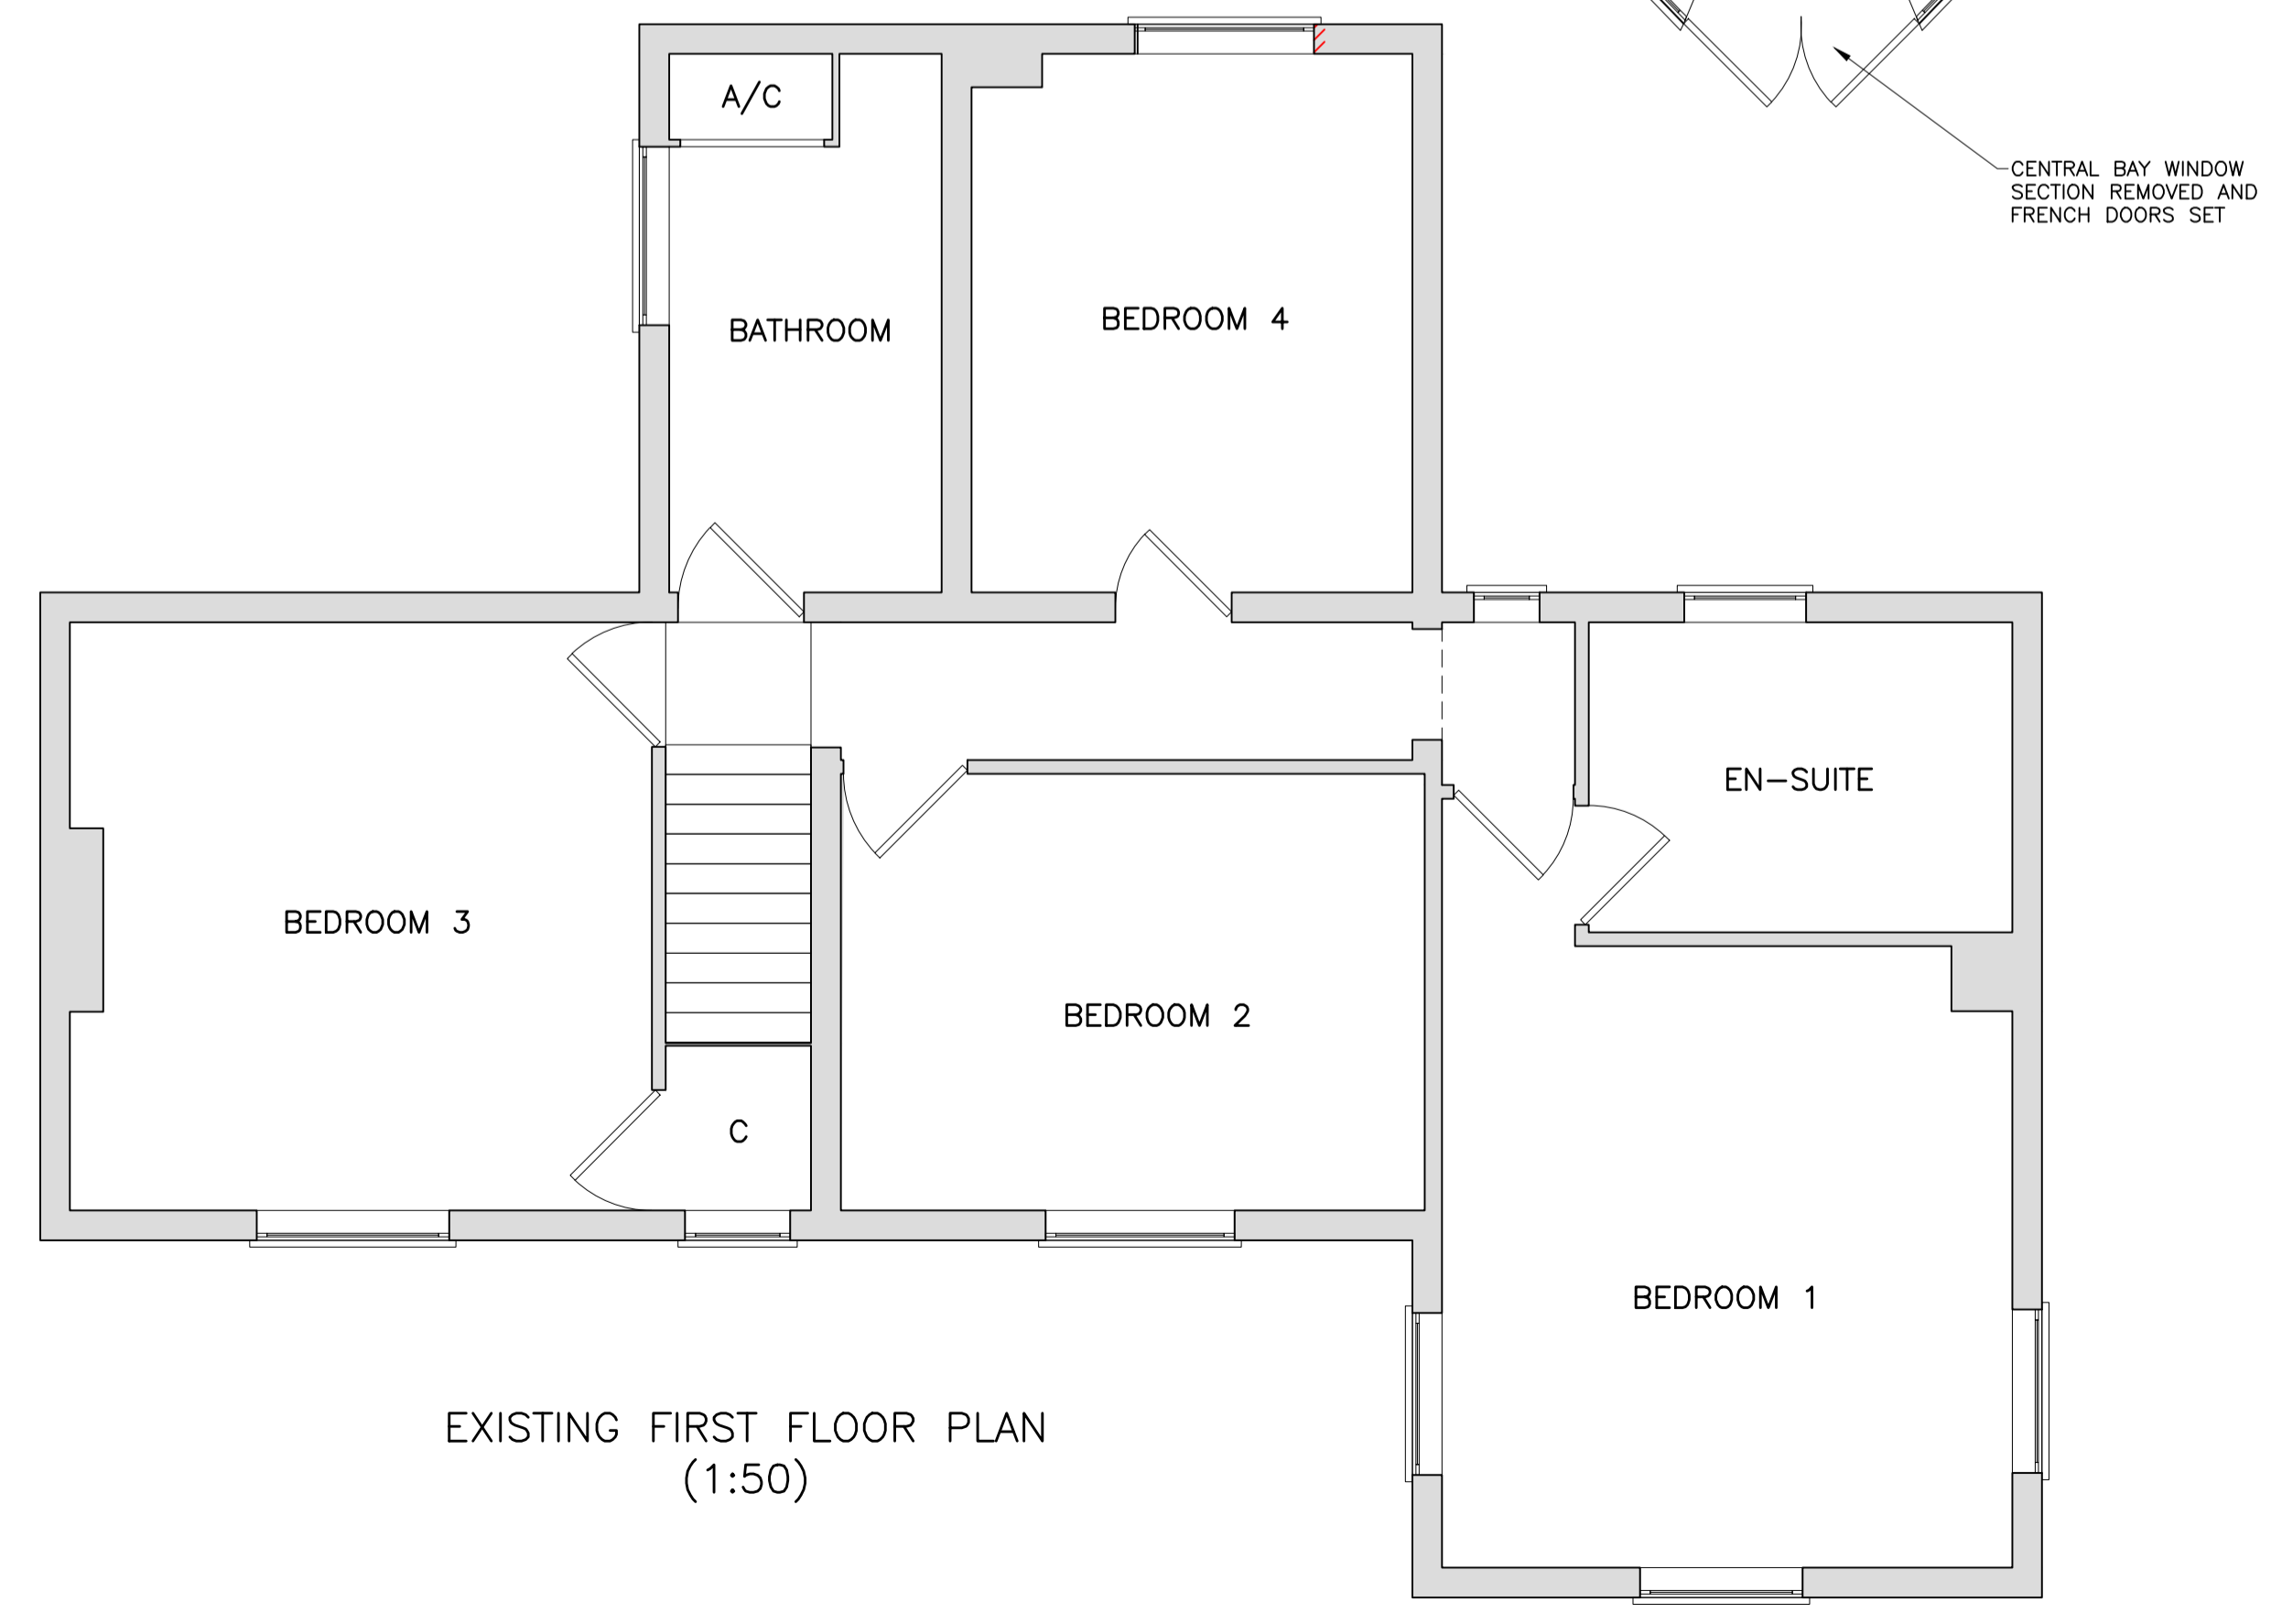 A/C
CENTRAL BAY WINDOW
SECTION REMOVED AND
FRENCH DOORS SET
BATHROOM
BEDROOM 4
EN-SUITE
BEDROOM 3
BEDROOM 2
C
BEDROOM 1
EXISTING FIRST FLOOR PLAN
(1:50)